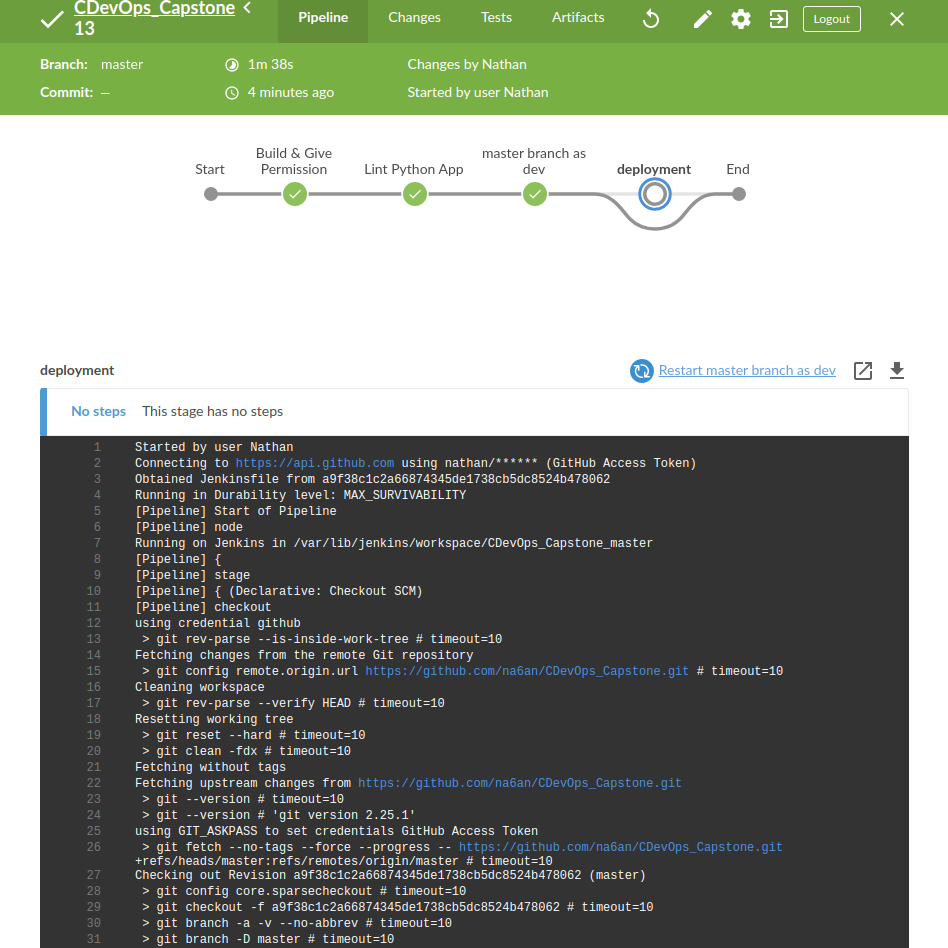 CDevOps_Capstone <
13
Pipeline
Changes
Tests
Artifacts
Logout
Branch: master
1m 38s
Changes by Nathan
Commit: –
4 minutes ago
Started by user Nathan
Start
Build & Give
Permission
Lint Python App
master branch as
dev
deployment
End
deployment
Restart master branch as dev
No steps This stage has no steps
1 Started by user Nathan
2 Connecting to https://api.github.com using nathan/****** (GitHub Access Token)
3 Obtained Jenkinsfile from a9f38c1c2a66874345de1738cb5dc8524b478062
4 Running in Durability level: MAX_SURVIVABILITY
5 [Pipeline] Start of Pipeline
6 [Pipeline] node
7 Running on Jenkins in /var/lib/jenkins/workspace/CDevOps_Capstone_master
8 [Pipeline] {
9 [Pipeline] stage
10 [Pipeline] { (Declarative: Checkout SCM)
11 [Pipeline] checkout
12 using credential github
13 > git rev-parse --is-inside-work-tree # timeout=10
14 Fetching changes from the remote Git repository
15 > git config remote.origin.url https://github.com/na6an/CDevOps_Capstone.git # timeout=10
16 Cleaning workspace
17 > git rev-parse --verify HEAD # timeout=10
18 Resetting working tree
19 > git reset --hard # timeout=10
20 > git clean -fdx # timeout=10
21 Fetching without tags
22 Fetching upstream changes from https://github.com/na6an/CDevOps_Capstone.git
23 > git --version # timeout=10
24 > git --version # 'git version 2.25.1'
25 using GIT_ASKPASS to set credentials GitHub Access Token
26 > git fetch --no-tags --force --progress -- https://github.com/na6an/CDevOps_Capstone.git
+refs/heads/master:refs/remotes/origin/master # timeout=10
27 Checking out Revision a9f38c1c2a66874345de1738cb5dc8524b478062 (master)
28 > git config core.sparsecheckout # timeout=10
29 > git checkout -f a9f38c1c2a66874345de1738cb5dc8524b478062 # timeout=10
30 > git branch -a -v --no-abbrev # timeout=10
31 > git branch -D master # timeout=10